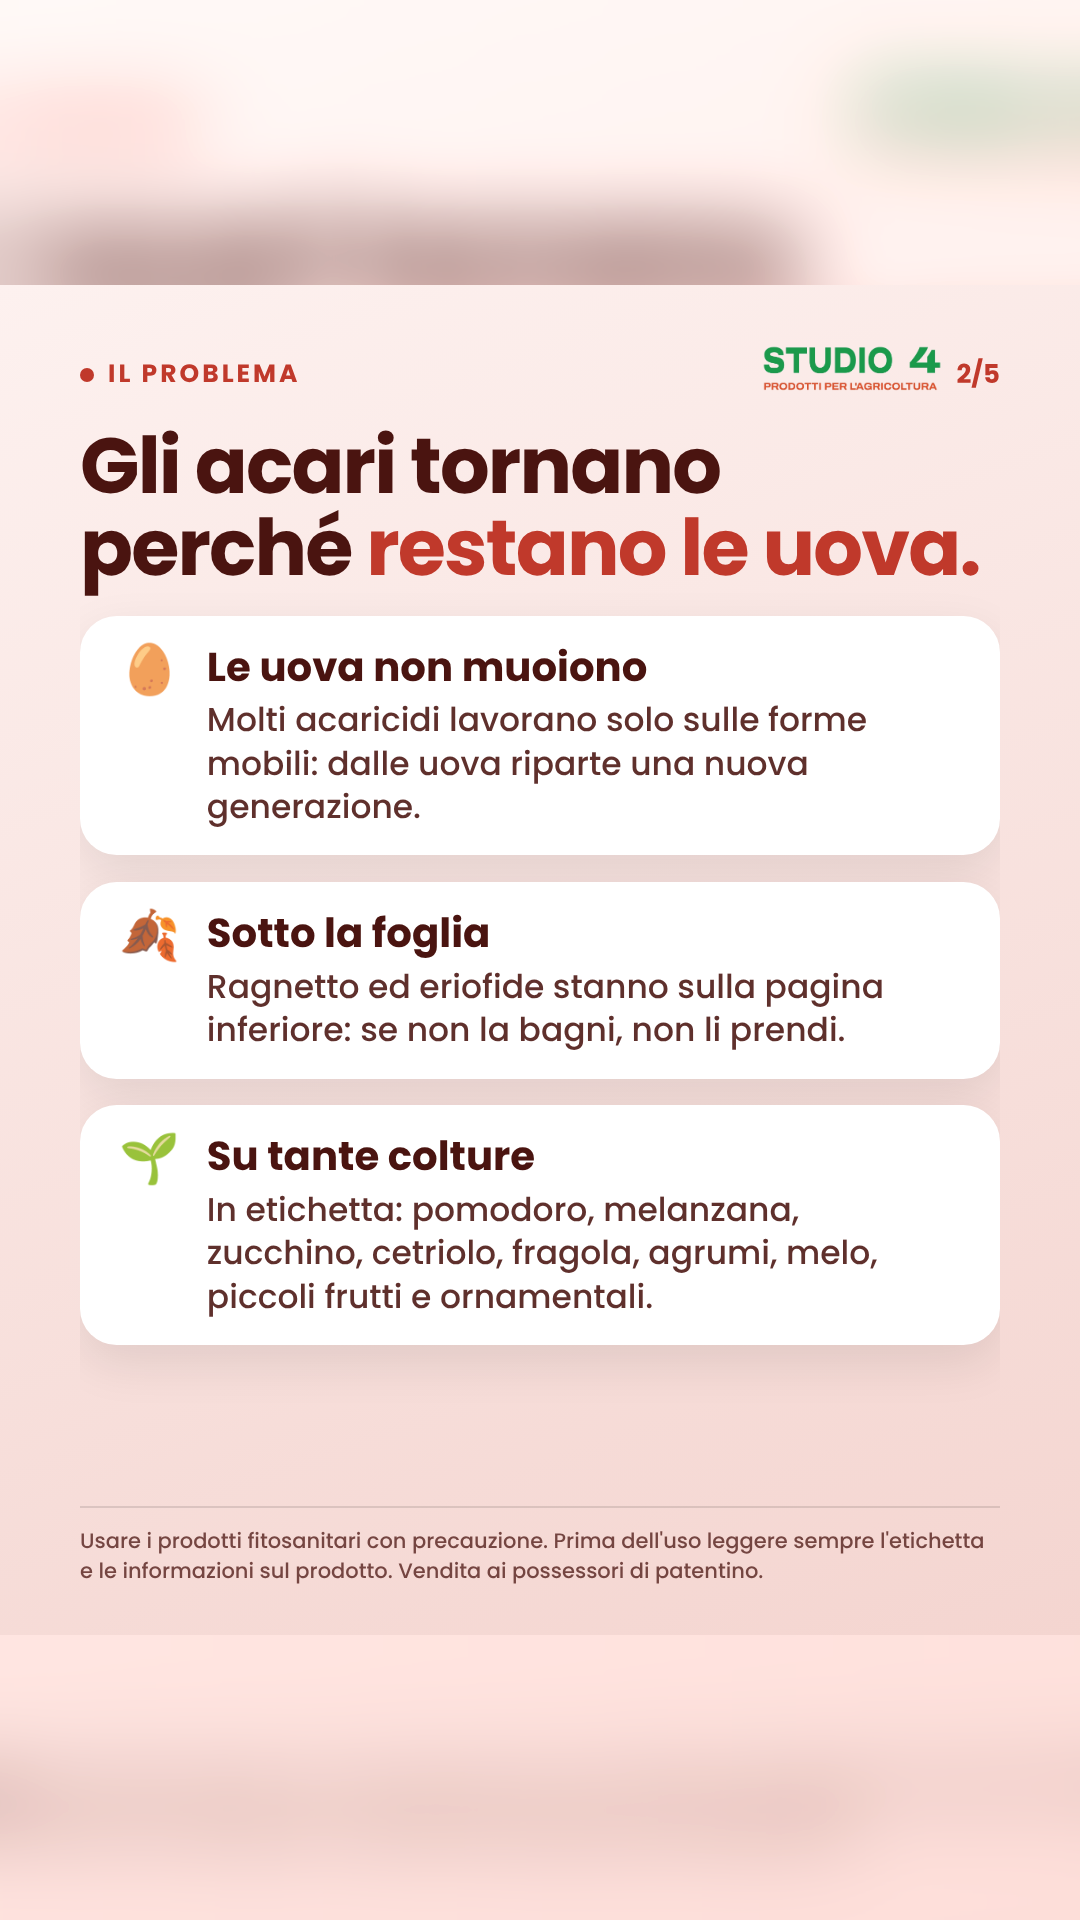 IL PROBLEMA
STUDIO 4
PRODOTTI PER L'AGRICOLTURA
2/5
Gli acari tornano
perché restano le uova.
Le uova non muoiono
Molti acaricidi lavorano solo sulle forme
mobili: dalle uova riparte una nuova
generazione.
Sotto la foglia
Ragnetto ed eriofide stanno sulla pagina
inferiore: se non la bagni, non li prendi.
Su tante colture
In etichetta: pomodoro, melanzana,
zucchino, cetriolo, fragola, agrumi, melo,
piccoli frutti e ornamentali.
Usare i prodotti fitosanitari con precauzione. Prima dell'uso leggere sempre l'etichetta
e le informazioni sul prodotto. Vendita ai possessori di patentino.